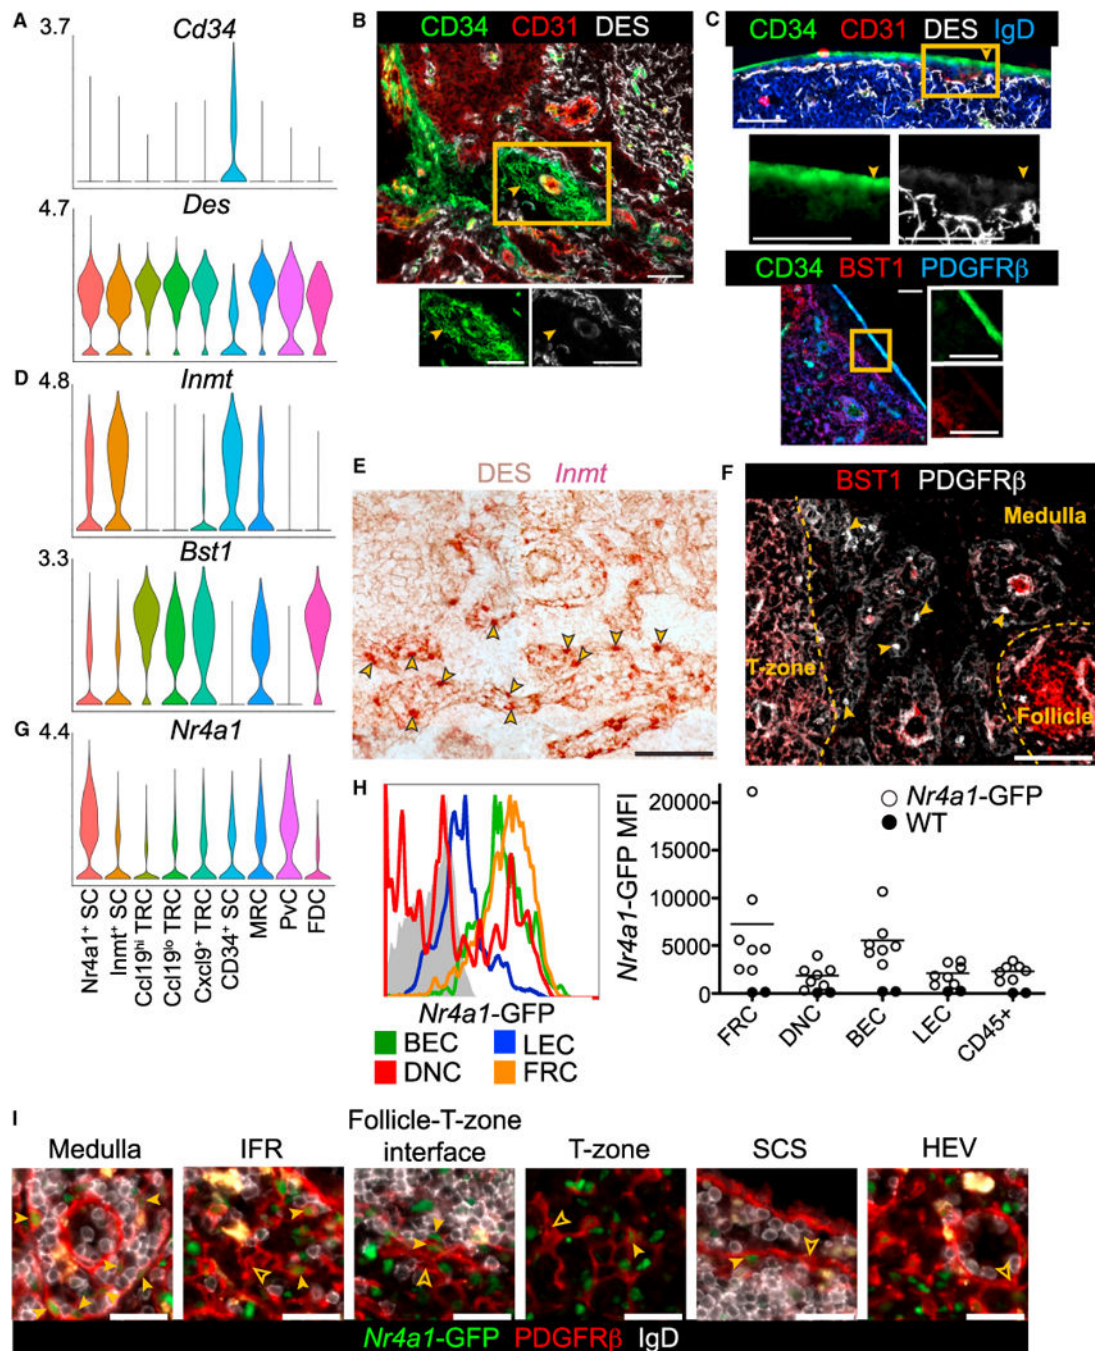 A
3.7
Cd34
4.7
Des
D
4.8
Inmt
3.3
Bst1
G
4.4
Nr4a1
Nr4a1+ SC
Inmt+ SC
Ccl19hi TRC
Ccl19lo TRC
Cxcl9+ TRC
CD34+ SC
MRC
PvC
FDC
B
CD34 CD31 DES
C
CD34 CD31 DES IgD
CD34 BST1 PDGFRβ
E
DES Inmt
F
BST1 PDGFRβ
Medulla
T-zone
Follicle
H
Nr4a1-GFP
BEC
LEC
DNC
FRC
Nr4a1-GFP MFI
20000
15000
10000
5000
0
Nr4a1-GFP
WT
FRC
DNC
BEC
LEC
CD45+
I
Medulla
IFR
Follicle-T-zone
interface
T-zone
SCS
HEV
Nr4a1-GFP PDGFRβ IgD